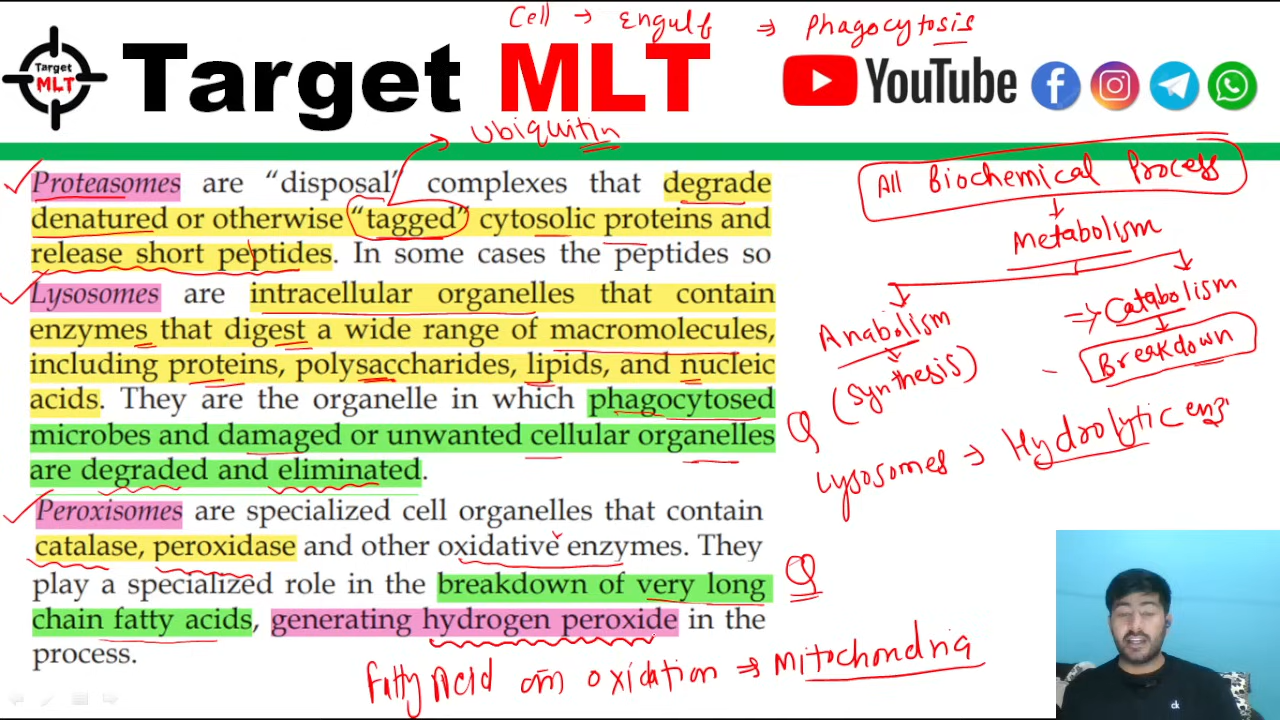 Cell → Engulf ⇒ Phagocytosis
Target MLT
Target MLT
YouTube
Ubiquitin
Proteasomes are “disposal” complexes that degrade
denatured or otherwise “tagged” cytosolic proteins and
release short peptides. In some cases the peptides so
Lysosomes are intracellular organelles that contain
enzymes that digest a wide range of macromolecules,
including proteins, polysaccharides, lipids, and nucleic
acids. They are the organelle in which phagocytosed
microbes and damaged or unwanted cellular organelles
are degraded and eliminated.
Peroxisomes are specialized cell organelles that contain
catalase, peroxidase and other oxidative enzymes. They
play a specialized role in the breakdown of very long
chain fatty acids, generating hydrogen peroxide in the
process.
Fatty Acid का oxidation ⇒ Mitochondria
All Biochemical Process
Metabolism
Anabolism
(Synthesis)
⇒ Catabolism
Breakdown
Q
Lysosomes → Hydrolytic enz
Q